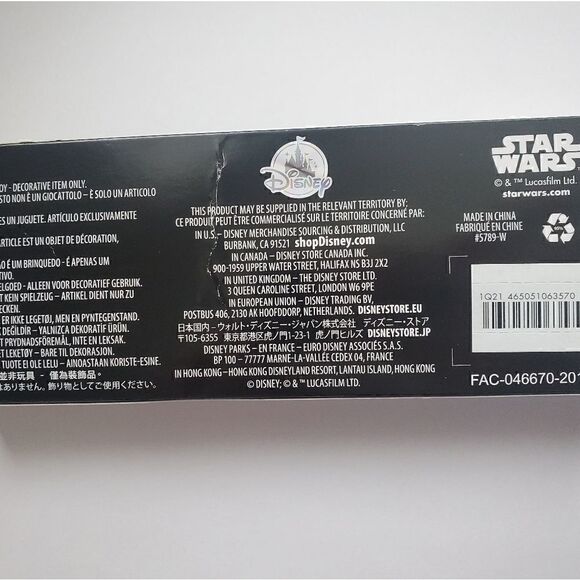 OY - DECORATIVE ITEM ONLY.
STO NON È UN GIOCATTOLO - È SOLO UN ARTICOLO
ES UN JUGUETE. ARTÍCULO EXCLUSIVAMENTE
ARTICLE EST UN OBJET DE DÉCORATION,
ÃO É UM BRINQUEDO - É APENAS UM
TIVO.
ELGOED - ALLEEN VOOR DECORATIEF GEBRUIK.
T KEIN SPIELZEUG - ARTIKEL DIENT NUR
ER IKKE LEGETØJ, MEN EN PYNTEGENSTAND.
K DEĞİLDİR - YALNIZCA DEKORATİF ÜRÜN.
T PRYDNADSFÖREMÅL, INTE EN LEKSAK.
T LEKETØY - BARE TIL DEKORASJON.
TUOTE EI OLE LELU - AINOASTAAN KORISTE-ESINE.
並非玩具 - 僅為裝飾品。
はありません。飾り物としてご使用ください。
Disney
THIS PRODUCT MAY BE SUPPLIED IN THE RELEVANT TERRITORY BY:
CE PRODUIT PEUT ÊTRE COMMERCIALISÉ SUR LE TERRITOIRE CONCERNÉ PAR:
IN U.S.– DISNEY MERCHANDISE SOURCING & DISTRIBUTION, LLC
BURBANK, CA 91521 shopDisney.com
IN CANADA – DISNEY STORE CANADA INC.
900-1959 UPPER WATER STREET, HALIFAX NS B3J 2X2
IN UNITED KINGDOM – THE DISNEY STORE LTD.
3 QUEEN CAROLINE STREET, LONDON W6 9PE
IN EUROPEAN UNION – DISNEY TRADING BV,
POSTBUS 406, 2130 AK HOOFDDORP, NETHERLANDS. DISNEYSTORE.EU
日本国内 – ウォルト・ディズニー・ジャパン株式会社 ディズニー・ストア
〒105-6355 東京都港区虎ノ門1-23-1 虎ノ門ヒルズ DISNEYSTORE.JP
DISNEY PARKS – EN FRANCE – EURO DISNEY ASSOCIÉS S.A.S.
BP 100 – 77777 MARNE-LA-VALLÉE CEDEX 04, FRANCE
IN HONG KONG – HONG KONG DISNEYLAND RESORT, LANTAU ISLAND, HONG KONG
© DISNEY; © & ™ LUCASFILM LTD.
STAR
WARS
© & ™ Lucasfilm Ltd.
starwars.com
MADE IN CHINA
FABRIQUÉ EN CHINE
#5789-W
1Q21 465051063570
FAC-046670-201